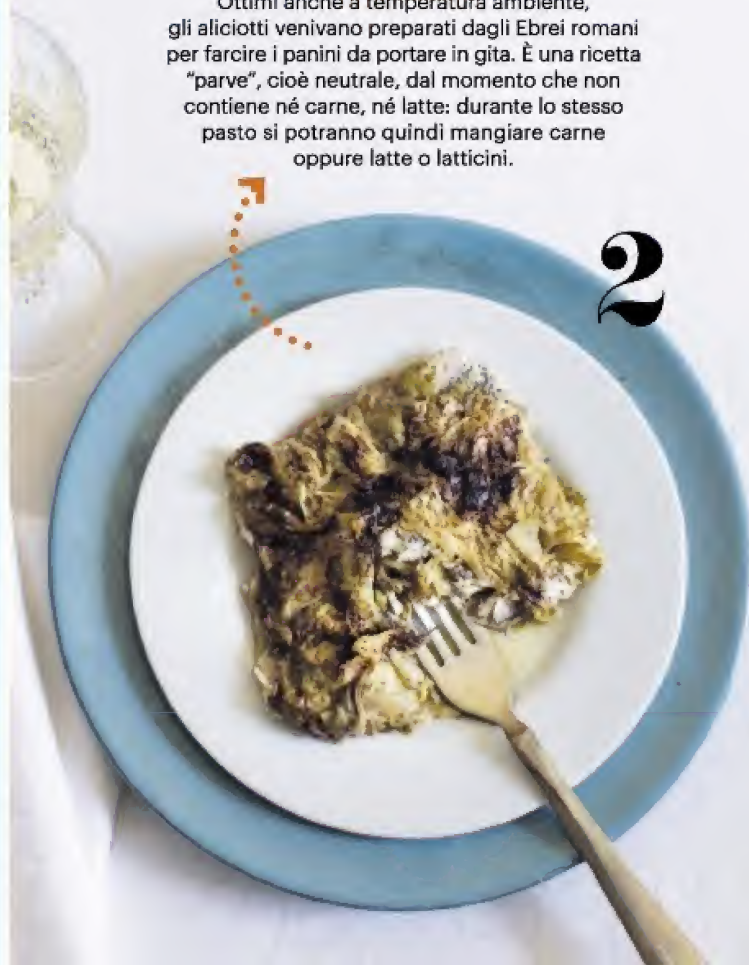 Ottimi anche a temperatura ambiente,
gli aliciotti venivano preparati dagli Ebrei romani
per farcire i panini da portare in gita. È una ricetta
“parve”, cioè neutrale, dal momento che non
contiene né carne, né latte: durante lo stesso
pasto si potranno quindi mangiare carne
oppure latte o latticini.
2